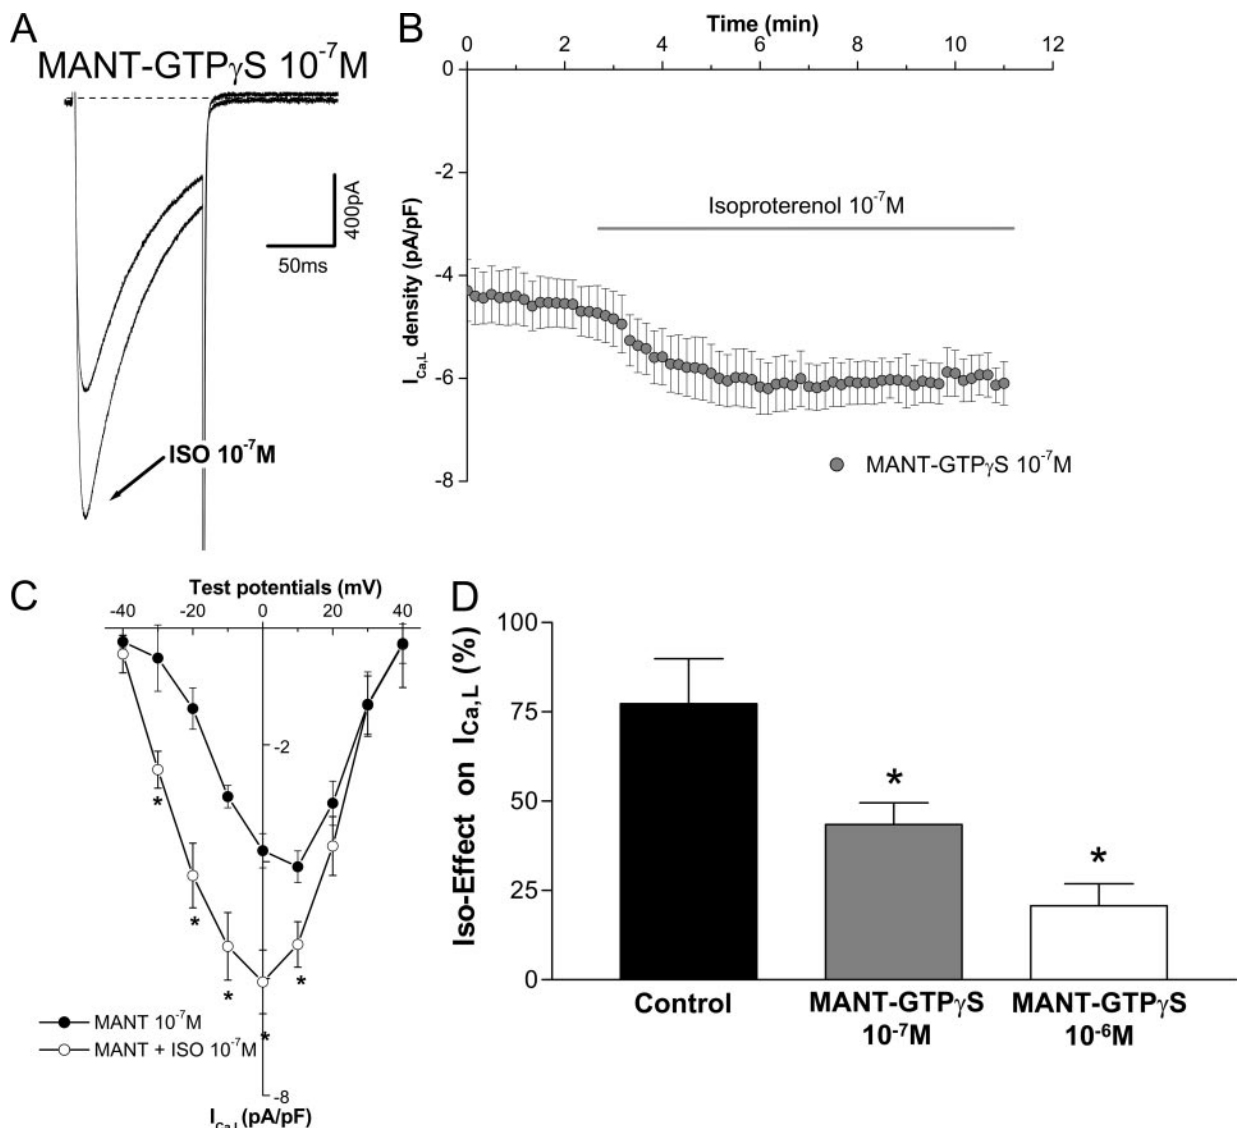 A
MANT-GTPγS 10⁻⁷M
400pA
50ms
ISO 10⁻⁷M
B
Time (min)
0 2 4 6 8 10 12
0
-2
-4
-6
-8
I_Ca,L density (pA/pF)
Isoproterenol 10⁻⁷M
MANT-GTPγS 10⁻⁷M
C
Test potentials (mV)
-40 -20 0 20 40
-2
* * * * *
MANT 10⁻⁷M
MANT + ISO 10⁻⁷M
-8
I_Ca,L (pA/pF)
D
Iso-Effect on I_Ca,L (%)
100
75
50
25
0
* *
Control
MANT-GTPγS
10⁻⁷M
MANT-GTPγS
10⁻⁶M